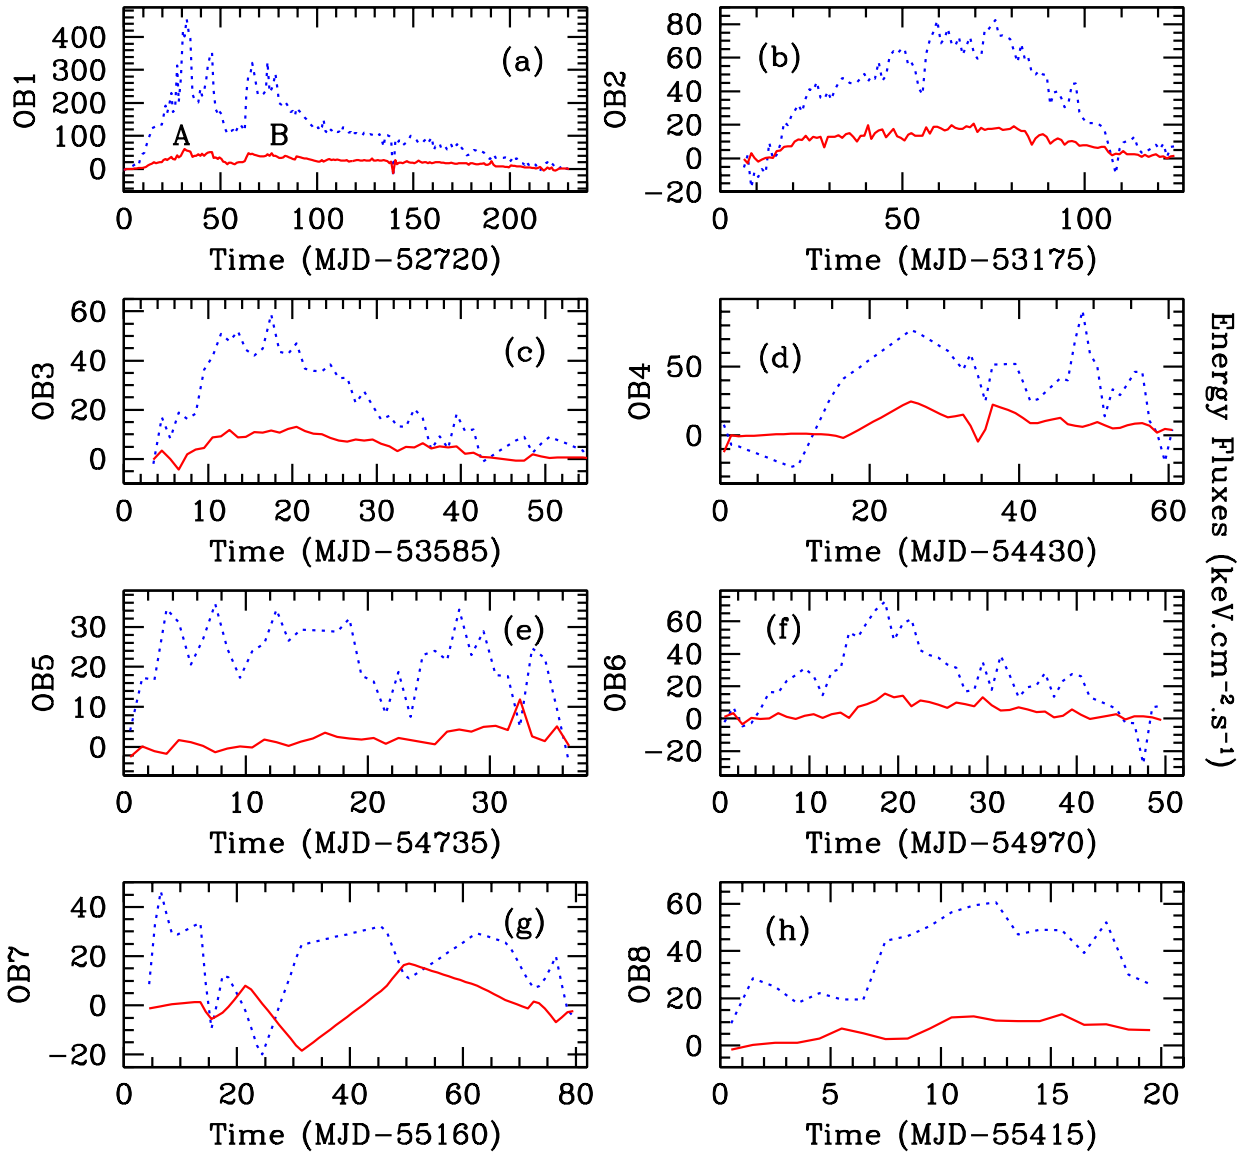 OB1
400
300
200
100
0
(a)
A
B
0 50 100 150 200
Time (MJD−52720)
OB2
80
60
40
20
0
−20
(b)
0 50 100
Time (MJD−53175)
OB3
60
40
20
0
(c)
0 10 20 30 40 50
Time (MJD−53585)
OB4
50
0
(d)
0 20 40 60
Time (MJD−54430)
OB5
30
20
10
0
(e)
0 10 20 30
Time (MJD−54735)
OB6
60
40
20
0
−20
(f)
0 10 20 30 40 50
Time (MJD−54970)
OB7
40
20
0
−20
(g)
0 20 40 60 80
Time (MJD−55160)
OB8
60
40
20
0
(h)
0 5 10 15 20
Time (MJD−55415)
Energy Fluxes (keV.cm⁻².s⁻¹)